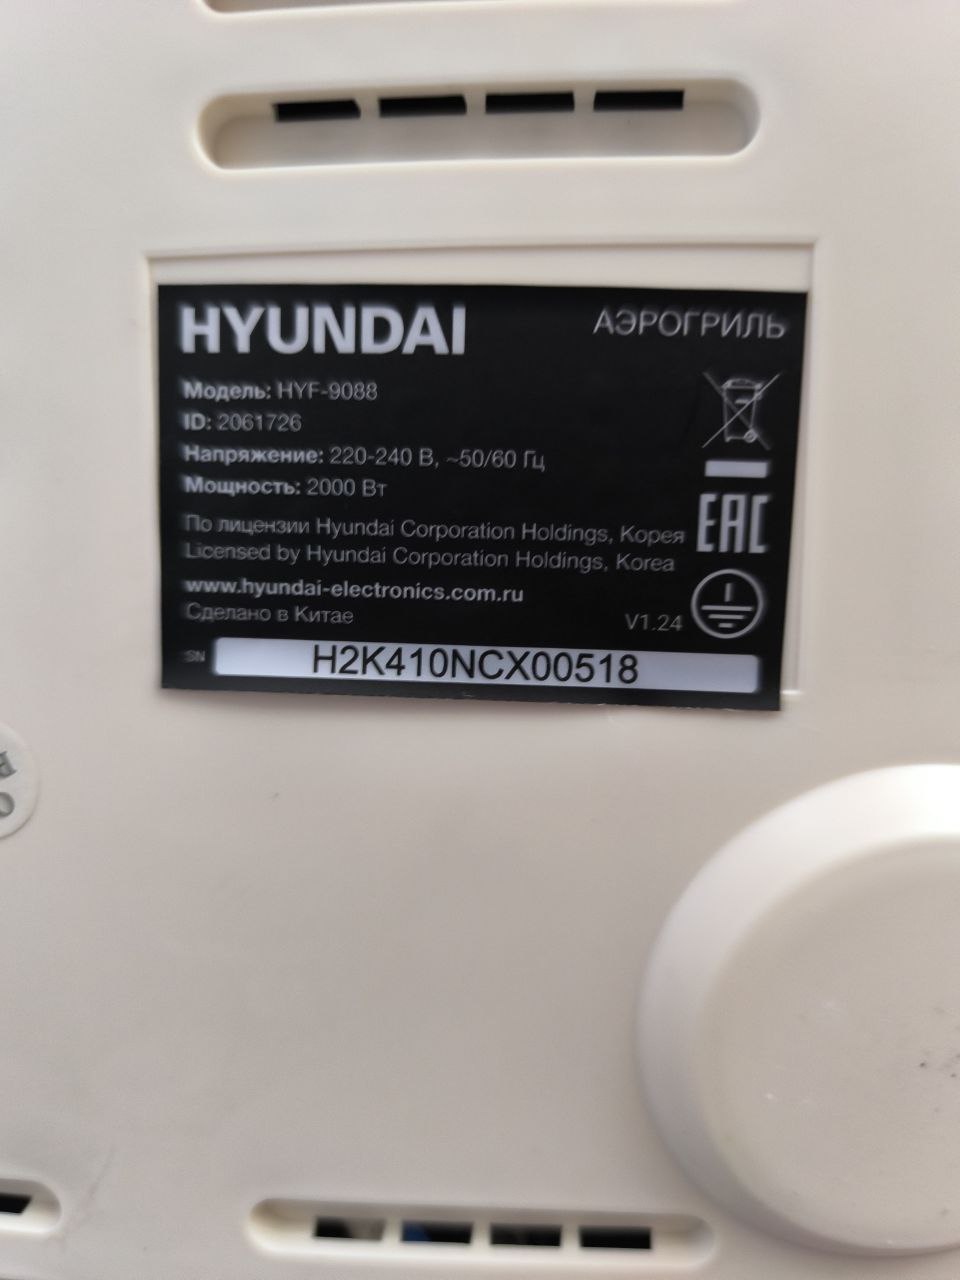 HYUNDAI
АЭРОГРИЛЬ
Модель: HYF-9088
ID: 2061726
Напряжение: 220-240 В, ~50/60 Гц
Мощность: 2000 Вт
EAC
По лицензии Hyundai Corporation Holdings, Корея
Licensed by Hyundai Corporation Holdings, Korea
www.hyundai-electronics.com.ru
Сделано в Китае
V1.24
SN H2K410NCX00518